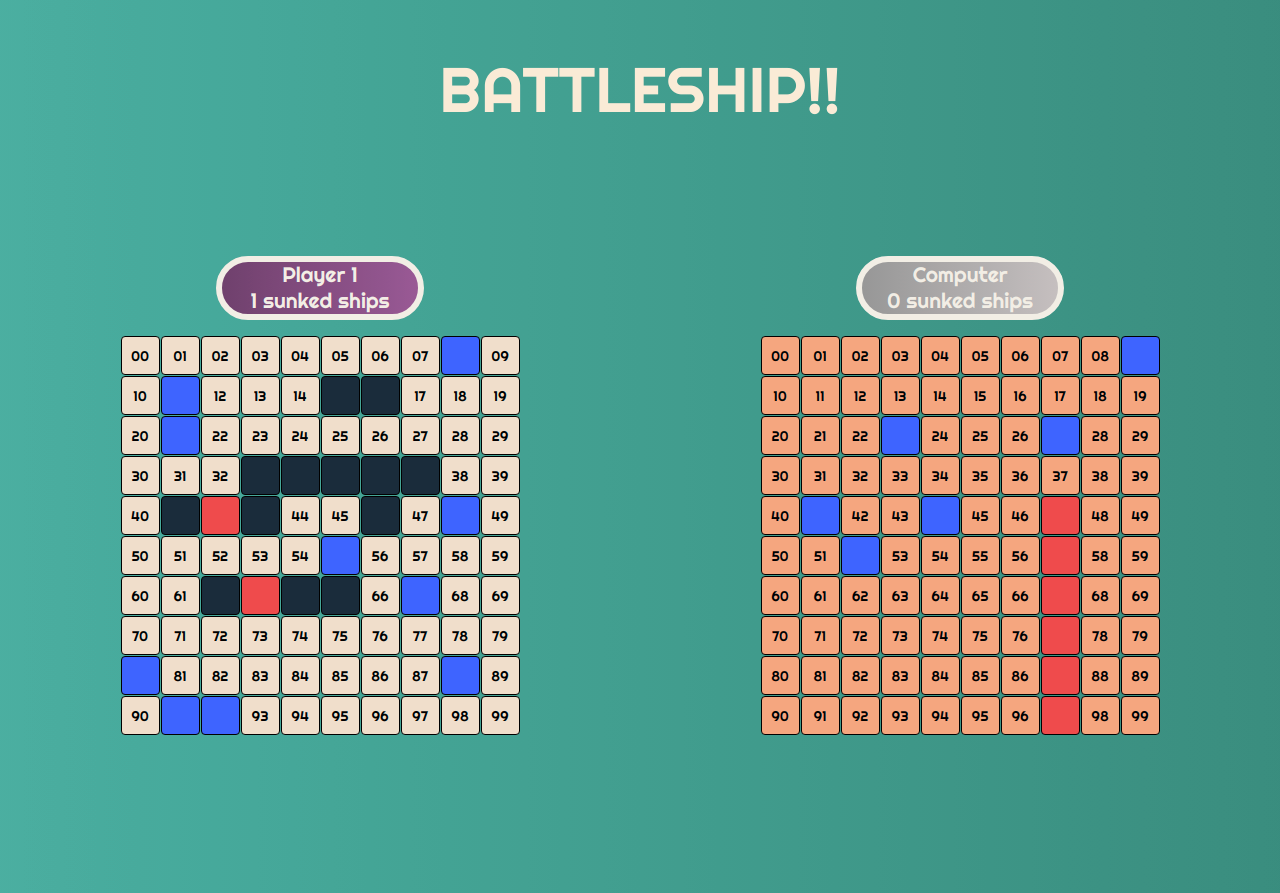 BATTLESHIP!!
Player 1
1 sunked ships
00 01 02 03 04 05 06 07 09
10 12 13 14 17 18 19
20 22 23 24 25 26 27 28 29
30 31 32 38 39
40 44 45 47 49
50 51 52 53 54 56 57 58 59
60 61 66 68 69
70 71 72 73 74 75 76 77 78 79
81 82 83 84 85 86 87 89
90 93 94 95 96 97 98 99
Computer
0 sunked ships
00 01 02 03 04 05 06 07 08
10 11 12 13 14 15 16 17 18 19
20 21 22 24 25 26 28 29
30 31 32 33 34 35 36 37 38 39
40 42 43 45 46 48 49
50 51 53 54 55 56 58 59
60 61 62 63 64 65 66 68 69
70 71 72 73 74 75 76 78 79
80 81 82 83 84 85 86 88 89
90 91 92 93 94 95 96 98 99